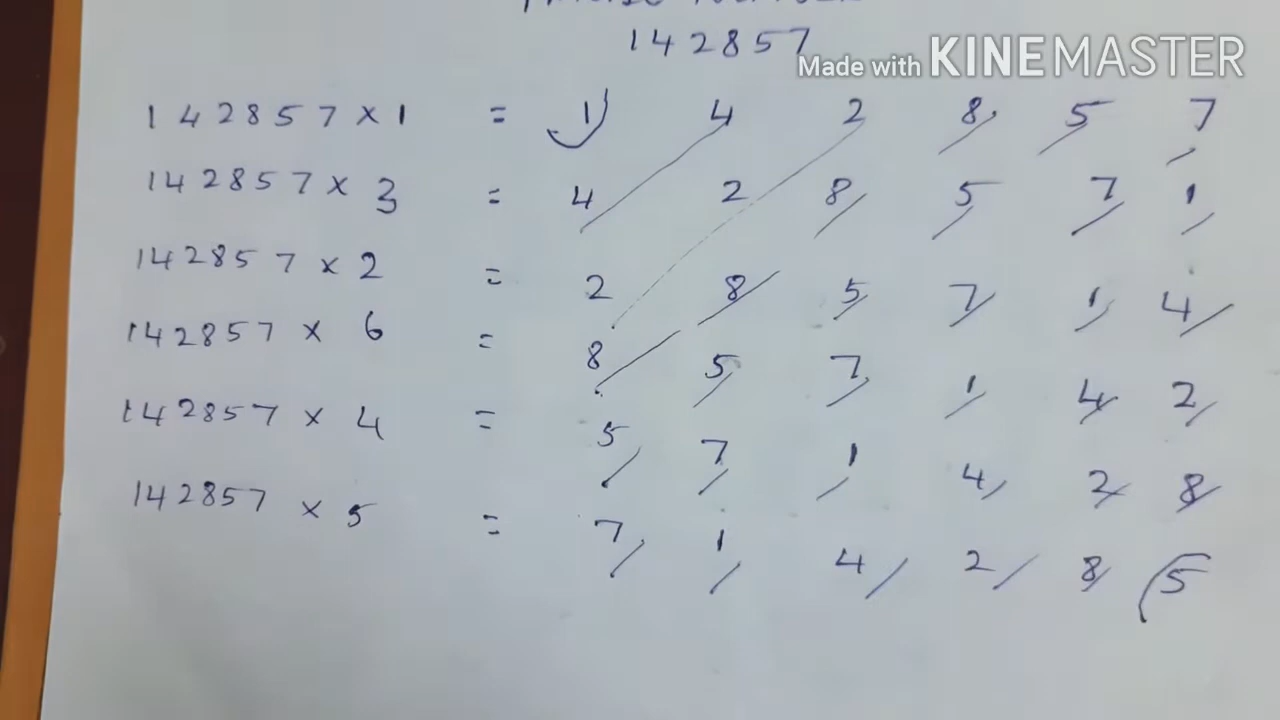 142857
Made with KINEMASTER
142857 x 1 = 1 4 2 8 5 7
142857 x 3 = 4 2 8 5 7 1
142857 x 2 = 2 8 5 7 1 4
142857 x 6 = 8 5 7 1 4 2
142857 x 4 = 5 7 1 4 2 8
142857 x 5 = 7 1 4 2 8 5